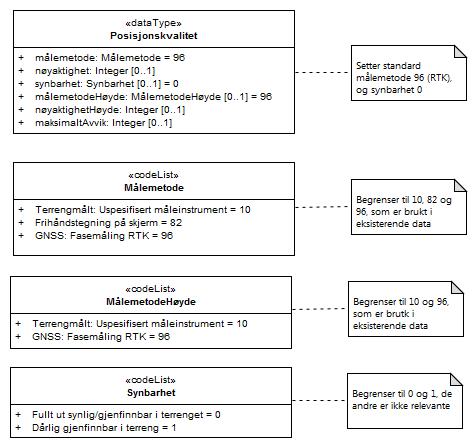 «dataType»
Posisjonskvalitet
+ målemetode: Målemetode = 96
+ nøyaktighet: Integer [0..1]
+ synbarhet: Synbarhet [0..1] = 0
+ målemetodeHøyde: MålemetodeHøyde [0..1] = 96
+ nøyaktighetHøyde: Integer [0..1]
+ maksimaltAvvik: Integer [0..1]
Setter standard
målemetode 96 (RTK),
og synbarhet 0
«codeList»
Målemetode
+ Terrengmålt: Uspesifisert måleinstrument = 10
+ Frihåndstegning på skjerm = 82
+ GNSS: Fasemåling RTK = 96
Begrenser til 10, 82 og
96, som er brukt i
eksisterende data
«codeList»
MålemetodeHøyde
+ Terrengmålt: Uspesifisert måleinstrument = 10
+ GNSS: Fasemåling RTK = 96
Begrenser til 10 og 96,
som er brutk i
eksisterende data
«codeList»
Synbarhet
+ Fullt ut synlig/gjenfinnbar i terrenget = 0
+ Dårlig gjenfinnbar i terreng = 1
Begrenser til 0 og 1, de
andre er ikke relevante